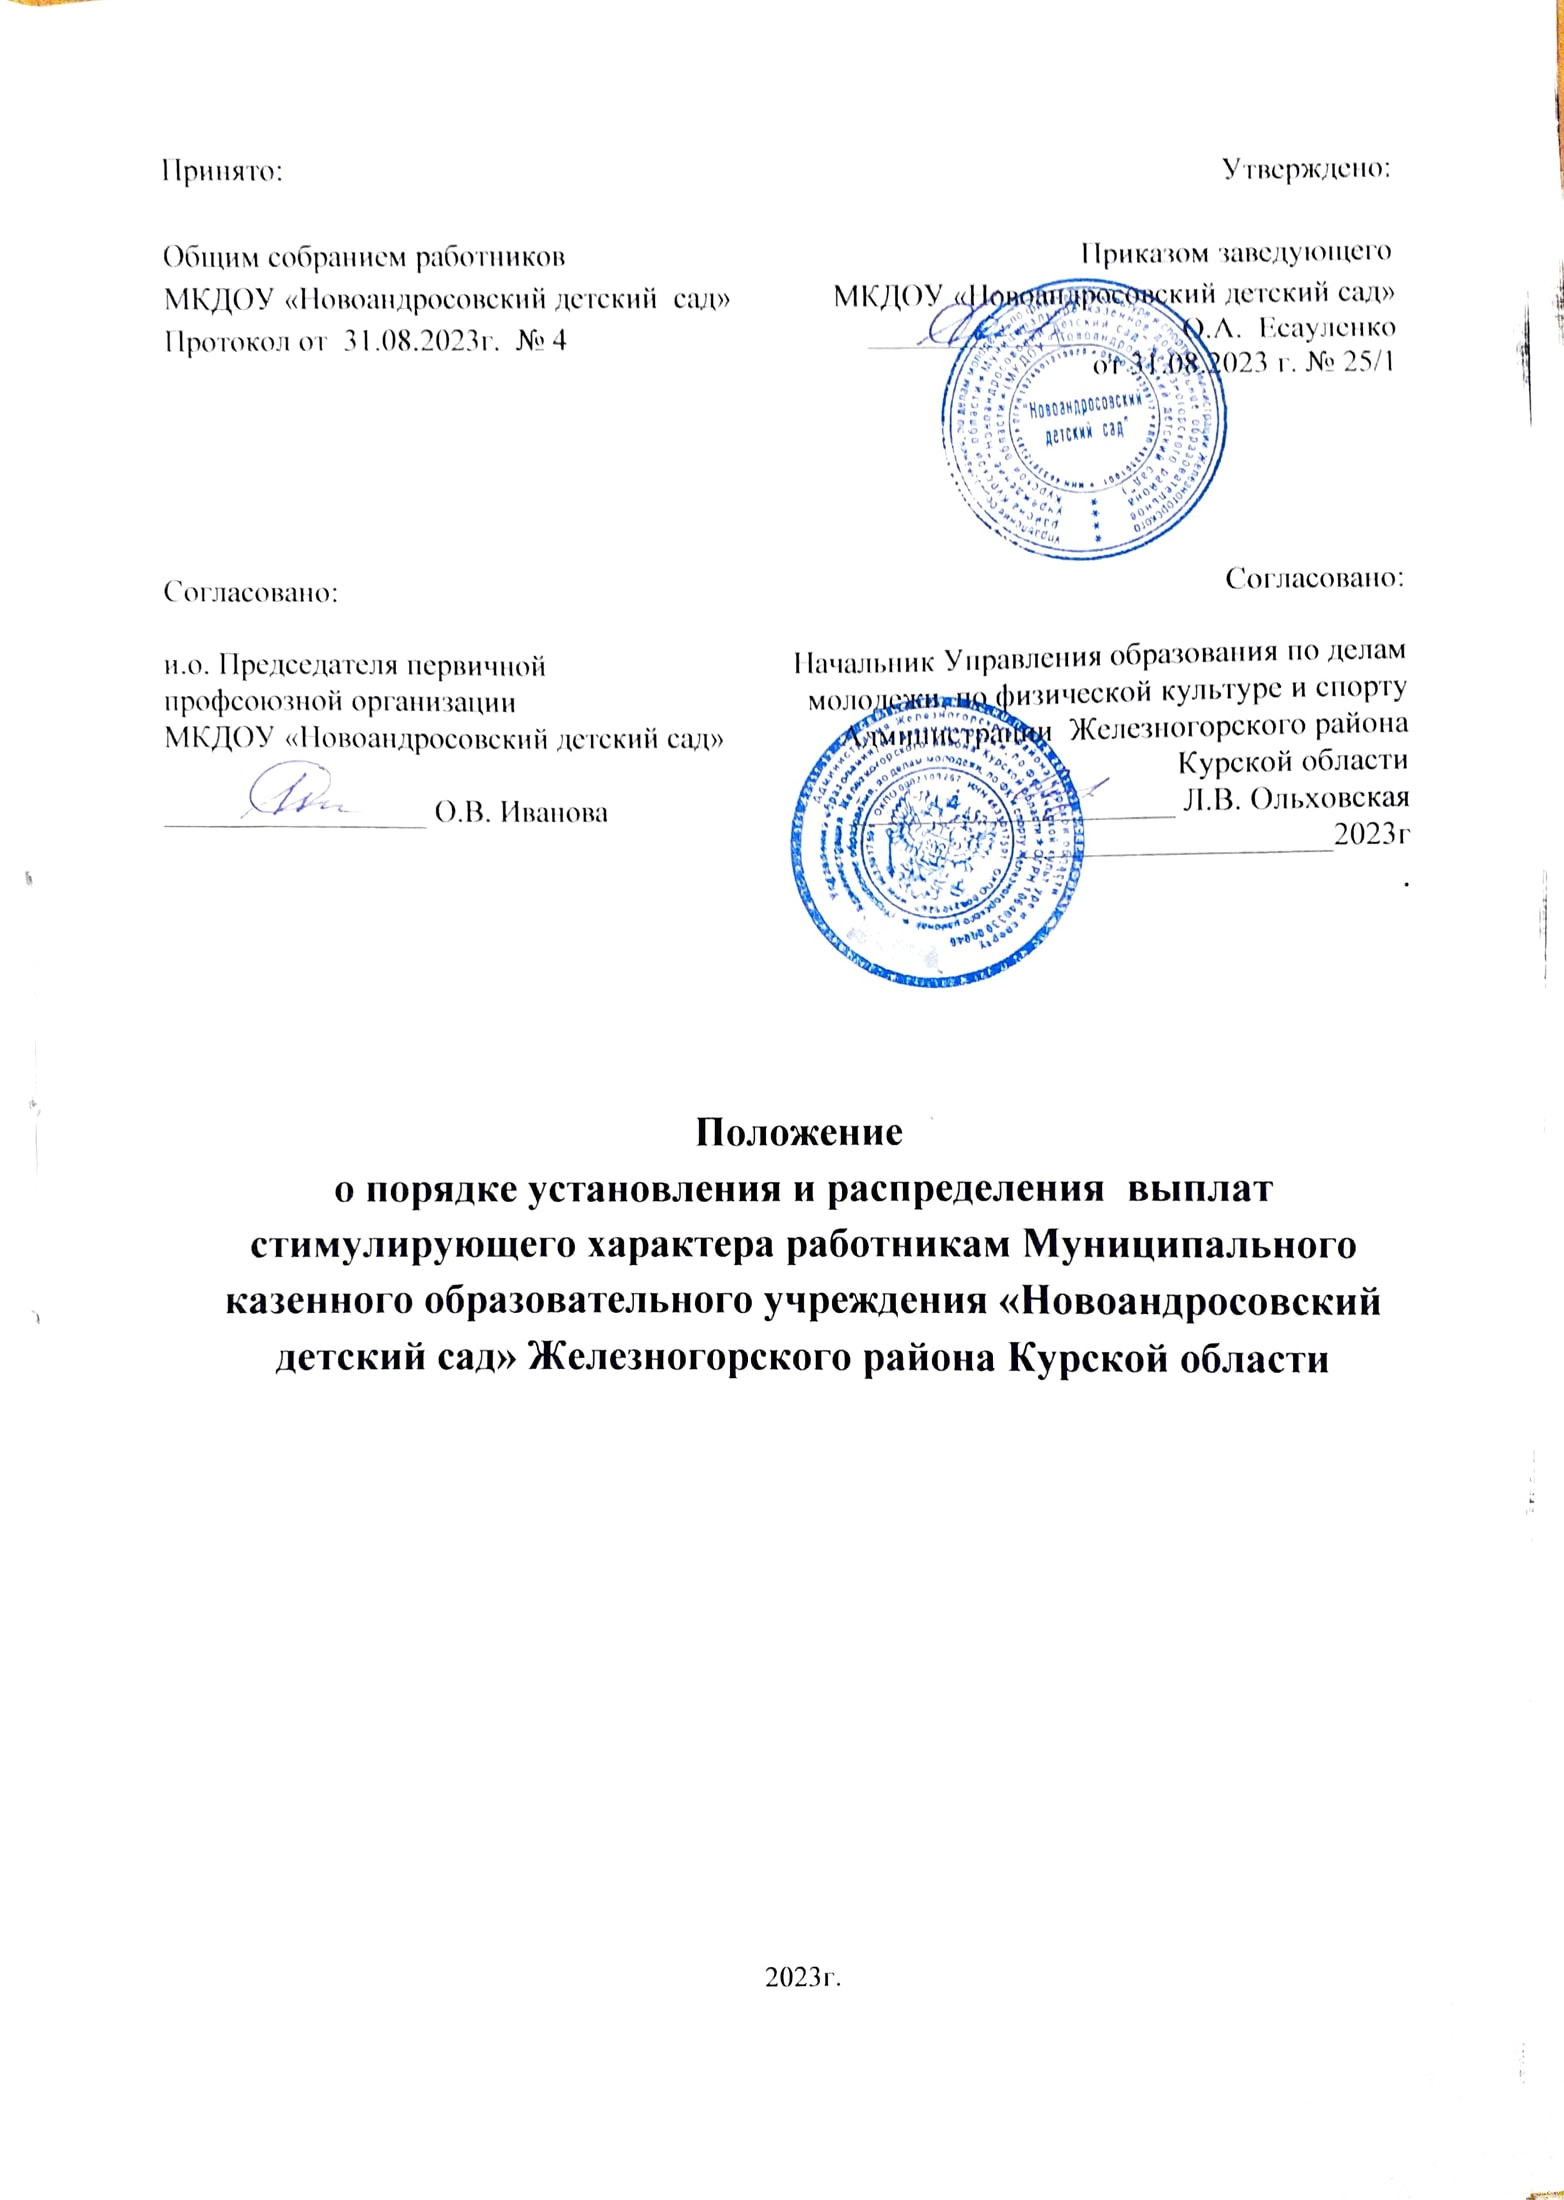 Принято:
Утверждено:
Общим собранием работников
МКДОУ «Новоандросовский детский сад»
Протокол от 31.08.2023г. № 4
Приказом заведующего
МКДОУ «Новоандросовский детский сад»
О.А. Есауленко
от 31.08.2023 г. № 25/1
"Новоандросовский
детский сад"
Согласовано:
Согласовано:
и.о. Председателя первичной
профсоюзной организации
МКДОУ «Новоандросовский детский сад»
О.В. Иванова
Начальник Управления образования по делам
молодежи, по физической культуре и спорту
Администрации Железногорского района
Курской области
Л.В. Ольховская
2023г
.
Положение
о порядке установления и распределения выплат
стимулирующего характера работникам Муниципального
казенного образовательного учреждения «Новоандросовский
детский сад» Железногорского района Курской области
2023г.